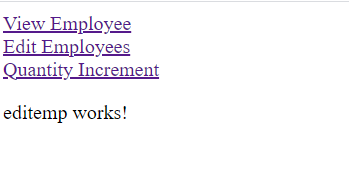 View Employee
Edit Employees
Quantity Increment
editemp works!